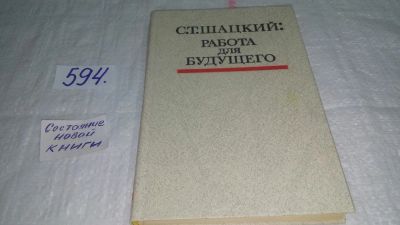 594.
Состояние
новой
книги
С.Т.ШАЦКИЙ:
РАБОТА
ДЛЯ
БУДУЩЕГО